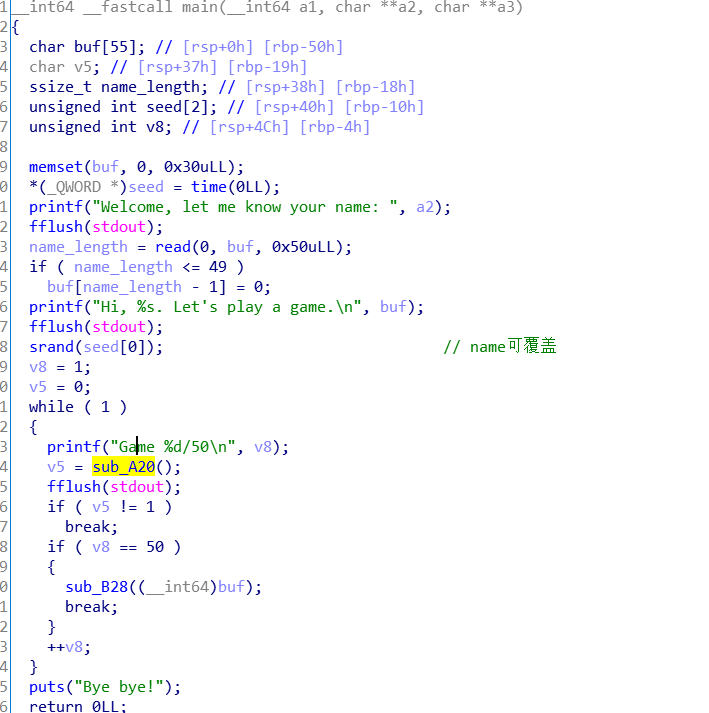 1 __int64 __fastcall main(__int64 a1, char **a2, char **a3)
2 {
3 char buf[55]; // [rsp+0h] [rbp-50h]
4 char v5; // [rsp+37h] [rbp-19h]
5 ssize_t name_length; // [rsp+38h] [rbp-18h]
6 unsigned int seed[2]; // [rsp+40h] [rbp-10h]
7 unsigned int v8; // [rsp+4Ch] [rbp-4h]
8
9 memset(buf, 0, 0x30uLL);
0 *(_QWORD *)seed = time(0LL);
1 printf("Welcome, let me know your name: ", a2);
2 fflush(stdout);
3 name_length = read(0, buf, 0x50uLL);
4 if ( name_length <= 49 )
5 buf[name_length - 1] = 0;
6 printf("Hi, %s. Let's play a game.\n", buf);
7 fflush(stdout);
8 srand(seed[0]); // name可覆盖
9 v8 = 1;
0 v5 = 0;
1 while ( 1 )
2 {
3 printf("Game %d/50\n", v8);
4 v5 = sub_A20();
5 fflush(stdout);
6 if ( v5 != 1 )
7 break;
8 if ( v8 == 50 )
9 {
0 sub_B28((__int64)buf);
1 break;
2 }
3 ++v8;
4 }
5 puts("Bye bye!");
6 return 0LL;